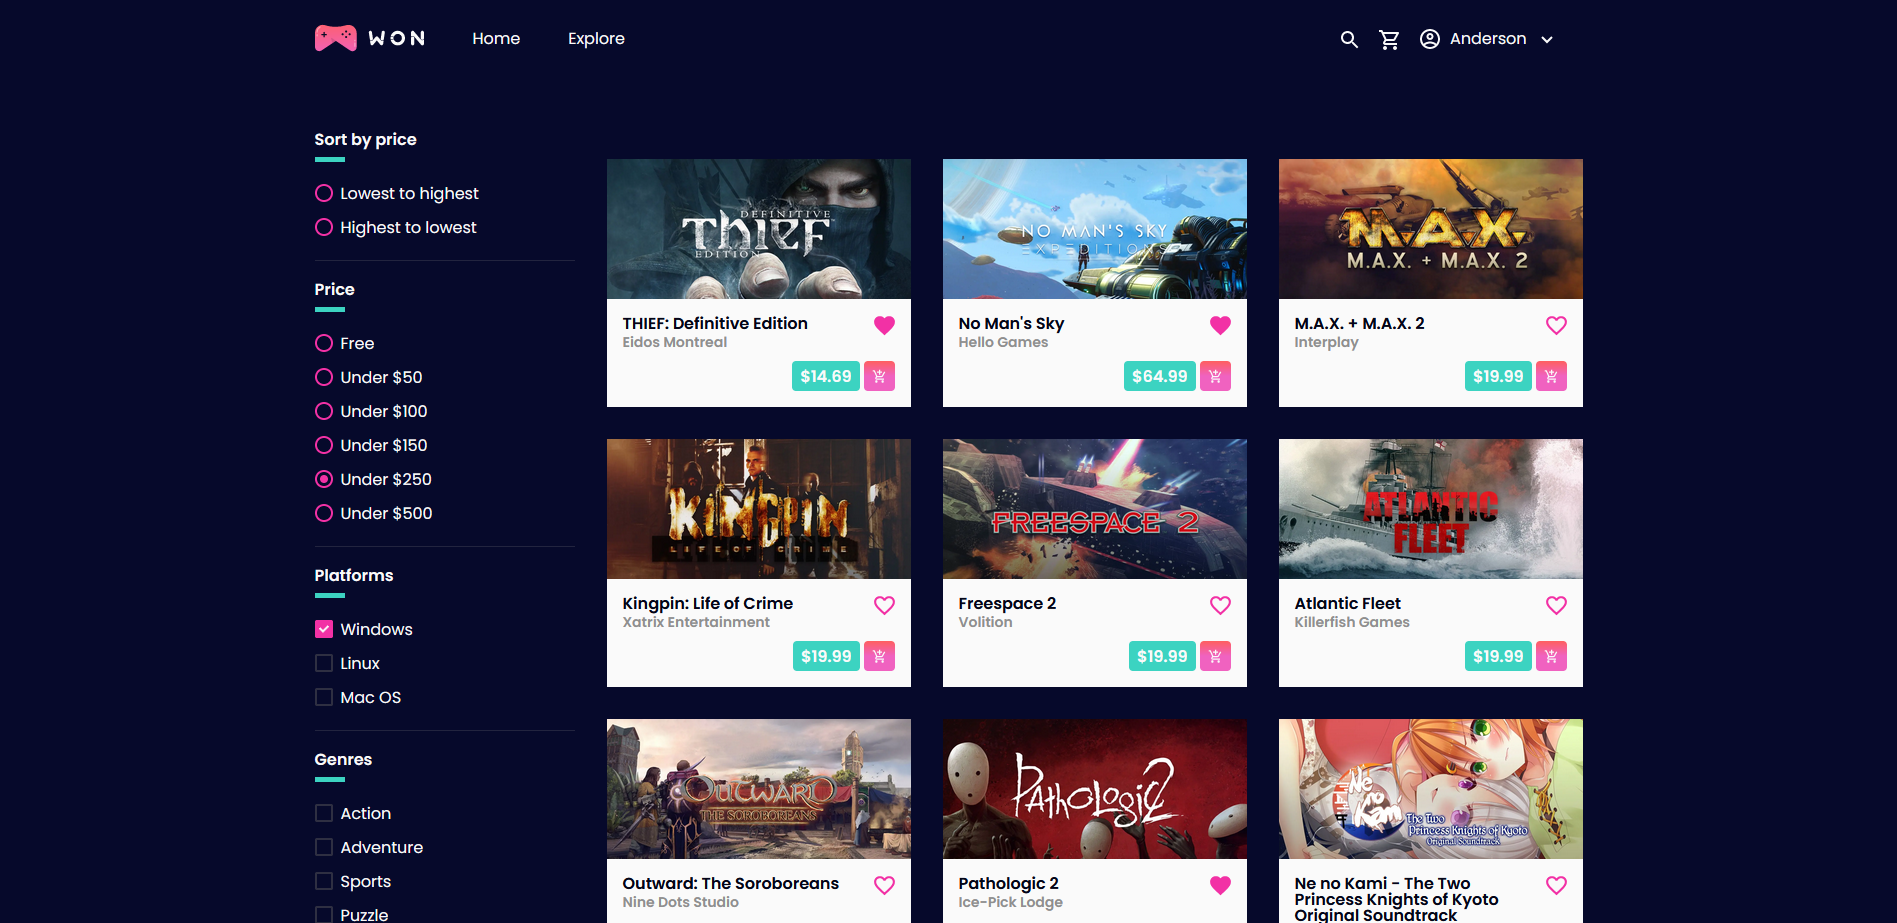 WON
Home
Explore
Anderson
Sort by price
Lowest to highest
Highest to lowest
Price
Free
Under $50
Under $100
Under $150
Under $250
Under $500
Platforms
Windows
Linux
Mac OS
Genres
Action
Adventure
Sports
Puzzle
DEFINITIVE
THIEF
EDITION
THIEF: Definitive Edition
Eidos Montreal
$14.69
NO MAN'S SKY
EXPEDITIONS
No Man's Sky
Hello Games
$64.99
M.A.X.
M.A.X. + M.A.X. 2
M.A.X. + M.A.X. 2
Interplay
$19.99
KINGPIN
LIFE OF CRIME
Kingpin: Life of Crime
Xatrix Entertainment
$19.99
FREESPACE 2
Freespace 2
Volition
$19.99
ATLANTIC
FLEET
Atlantic Fleet
Killerfish Games
$19.99
OUTWARD
THE SOROBOREANS
Outward: The Soroboreans
Nine Dots Studio
Pathologic 2
Pathologic 2
Ice-Pick Lodge
Ne
no
Kami
The Two
Princess Knights of Kyoto
Original Soundtrack
Ne no Kami - The Two
Princess Knights of Kyoto
Original Soundtrack